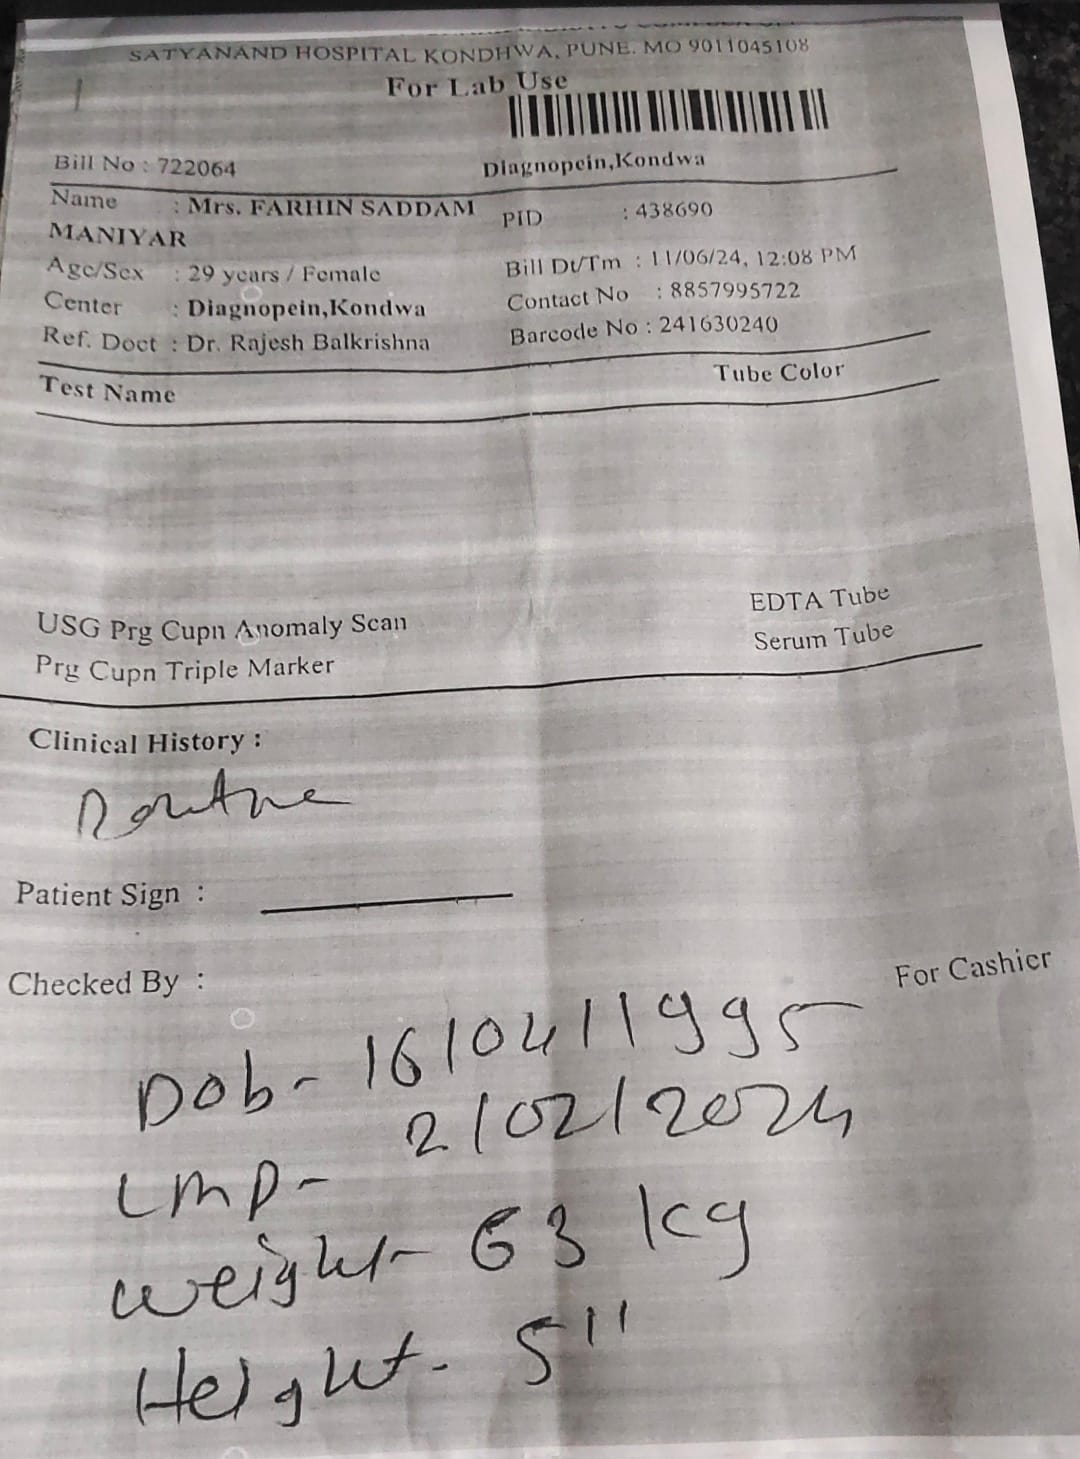 SATYANAND HOSPITAL KONDHWA, PUNE. MO 9011045108
For Lab Use
Bill No : 722064
Diagnopein,Kondwa
Name : Mrs. FARHIN SADDAM MANIYAR
PID : 438690
Age/Sex : 29 years / Female
Bill Dt/Tm : 11/06/24, 12:08 PM
Center : Diagnopein,Kondwa
Contact No : 8857995722
Ref. Doct : Dr. Rajesh Balkrishna
Barcode No : 241630240
Test Name Tube Color
USG Prg Cupn Anomaly Scan EDTA Tube
Prg Cupn Triple Marker Serum Tube
Clinical History :
Routine
Patient Sign :
Checked By :
For Cashier
DOb- 16/04/1995
LMP- 2/02/2024
weight- 63 kg
Height- 5''